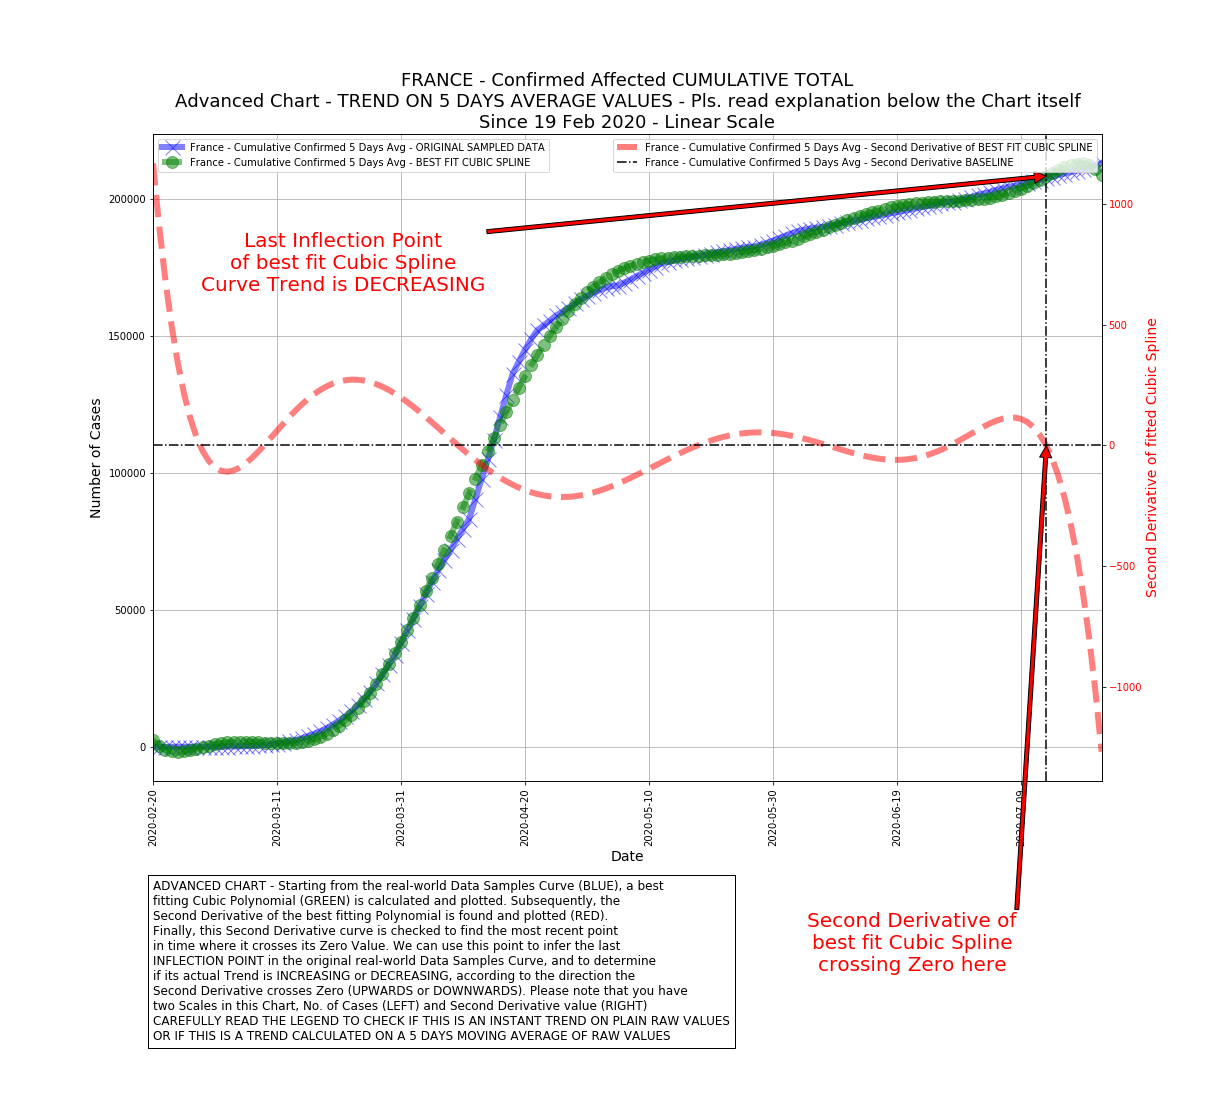 FRANCE - Confirmed Affected CUMULATIVE TOTAL
Advanced Chart - TREND ON 5 DAYS AVERAGE VALUES - Pls. read explanation below the Chart itself
Since 19 Feb 2020 - Linear Scale
France - Cumulative Confirmed 5 Days Avg - ORIGINAL SAMPLED DATA
France - Cumulative Confirmed 5 Days Avg - BEST FIT CUBIC SPLINE
France - Cumulative Confirmed 5 Days Avg - Second Derivative of BEST FIT CUBIC SPLINE
France - Cumulative Confirmed 5 Days Avg - Second Derivative BASELINE
Last Inflection Point
of best fit Cubic Spline
Curve Trend is DECREASING
Number of Cases
200000
150000
100000
50000
0
Second Derivative of fitted Cubic Spline
1000
500
0
−500
−1000
2020-02-20
2020-03-11
2020-03-31
2020-04-20
2020-05-10
2020-05-30
2020-06-19
2020-07-09
Date
Second Derivative of
best fit Cubic Spline
crossing Zero here
ADVANCED CHART - Starting from the real-world Data Samples Curve (BLUE), a best
fitting Cubic Polynomial (GREEN) is calculated and plotted. Subsequently, the
Second Derivative of the best fitting Polynomial is found and plotted (RED).
Finally, this Second Derivative curve is checked to find the most recent point
in time where it crosses its Zero Value. We can use this point to infer the last
INFLECTION POINT in the original real-world Data Samples Curve, and to determine
if its actual Trend is INCREASING or DECREASING, according to the direction the
Second Derivative crosses Zero (UPWARDS or DOWNWARDS). Please note that you have
two Scales in this Chart, No. of Cases (LEFT) and Second Derivative value (RIGHT)
CAREFULLY READ THE LEGEND TO CHECK IF THIS IS AN INSTANT TREND ON PLAIN RAW VALUES
OR IF THIS IS A TREND CALCULATED ON A 5 DAYS MOVING AVERAGE OF RAW VALUES